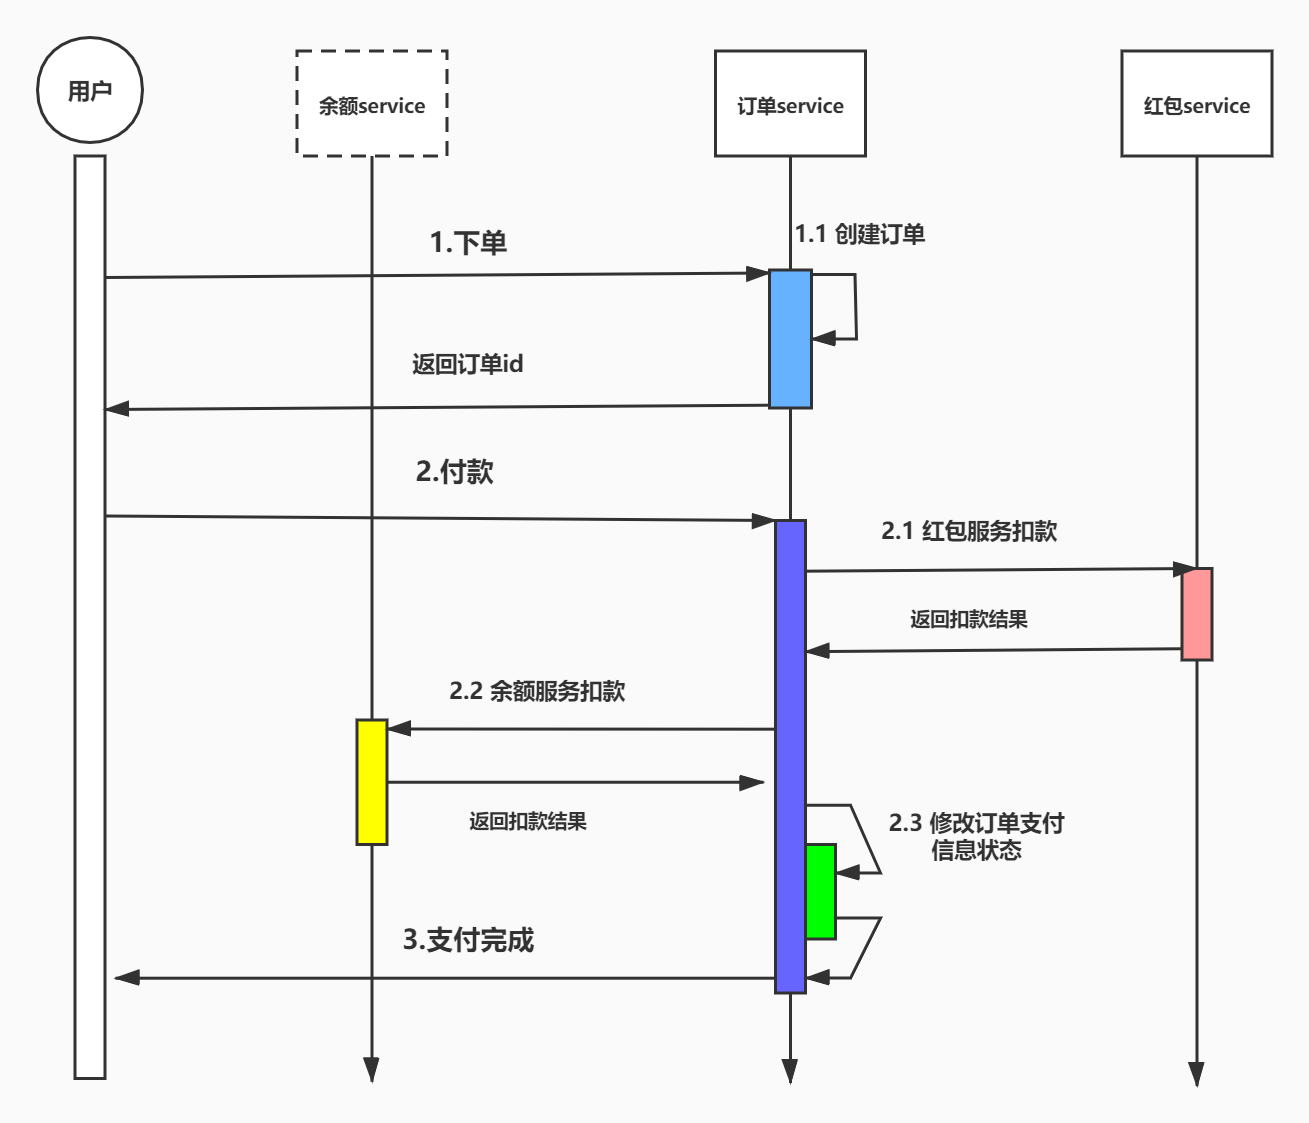 用户
余额service
订单service
红包service
1.1 创建订单
1.下单
返回订单id
2.付款
2.1 红包服务扣款
返回扣款结果
2.2 余额服务扣款
返回扣款结果
2.3 修改订单支付
信息状态
3.支付完成